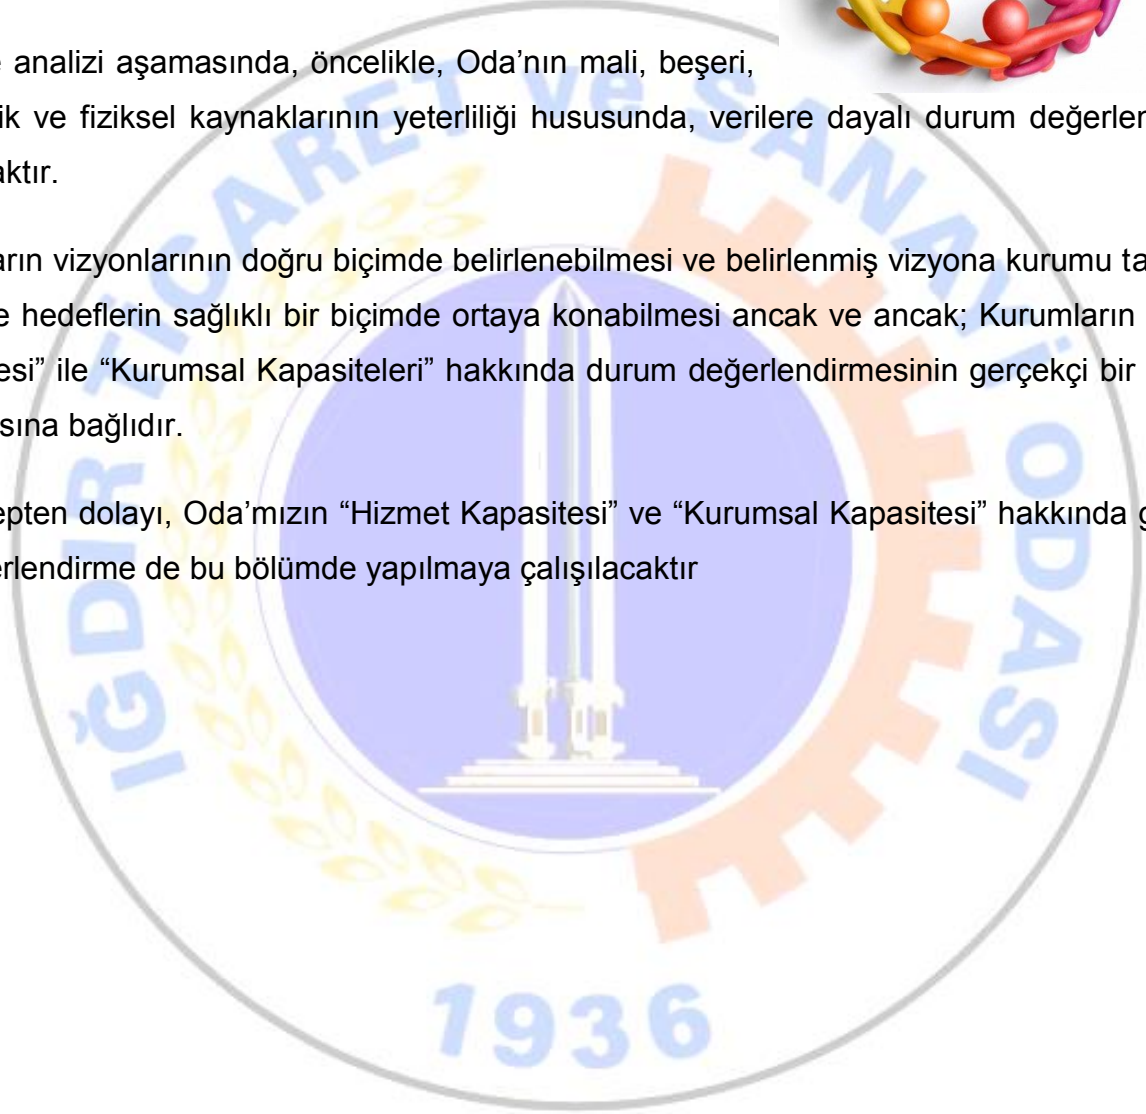 analizi aşamasında, öncelikle, Oda’nın mali, beşeri,
ik ve fiziksel kaynaklarının yeterliliği hususunda, verilere dayalı durum değerlen
aktır.
arın vizyonlarının doğru biçimde belirlenebilmesi ve belirlenmiş vizyona kurumu ta
e hedeflerin sağlıklı bir biçimde ortaya konabilmesi ancak ve ancak; Kurumların
esi” ile “Kurumsal Kapasiteleri” hakkında durum değerlendirmesinin gerçekçi bir
sına bağlıdır.
epten dolayı, Oda’mızın “Hizmet Kapasitesi” ve “Kurumsal Kapasitesi” hakkında g
erlendirme de bu bölümde yapılmaya çalışılacaktır
IĞDIR TİCARET ve SANAYİ ODASI
1936